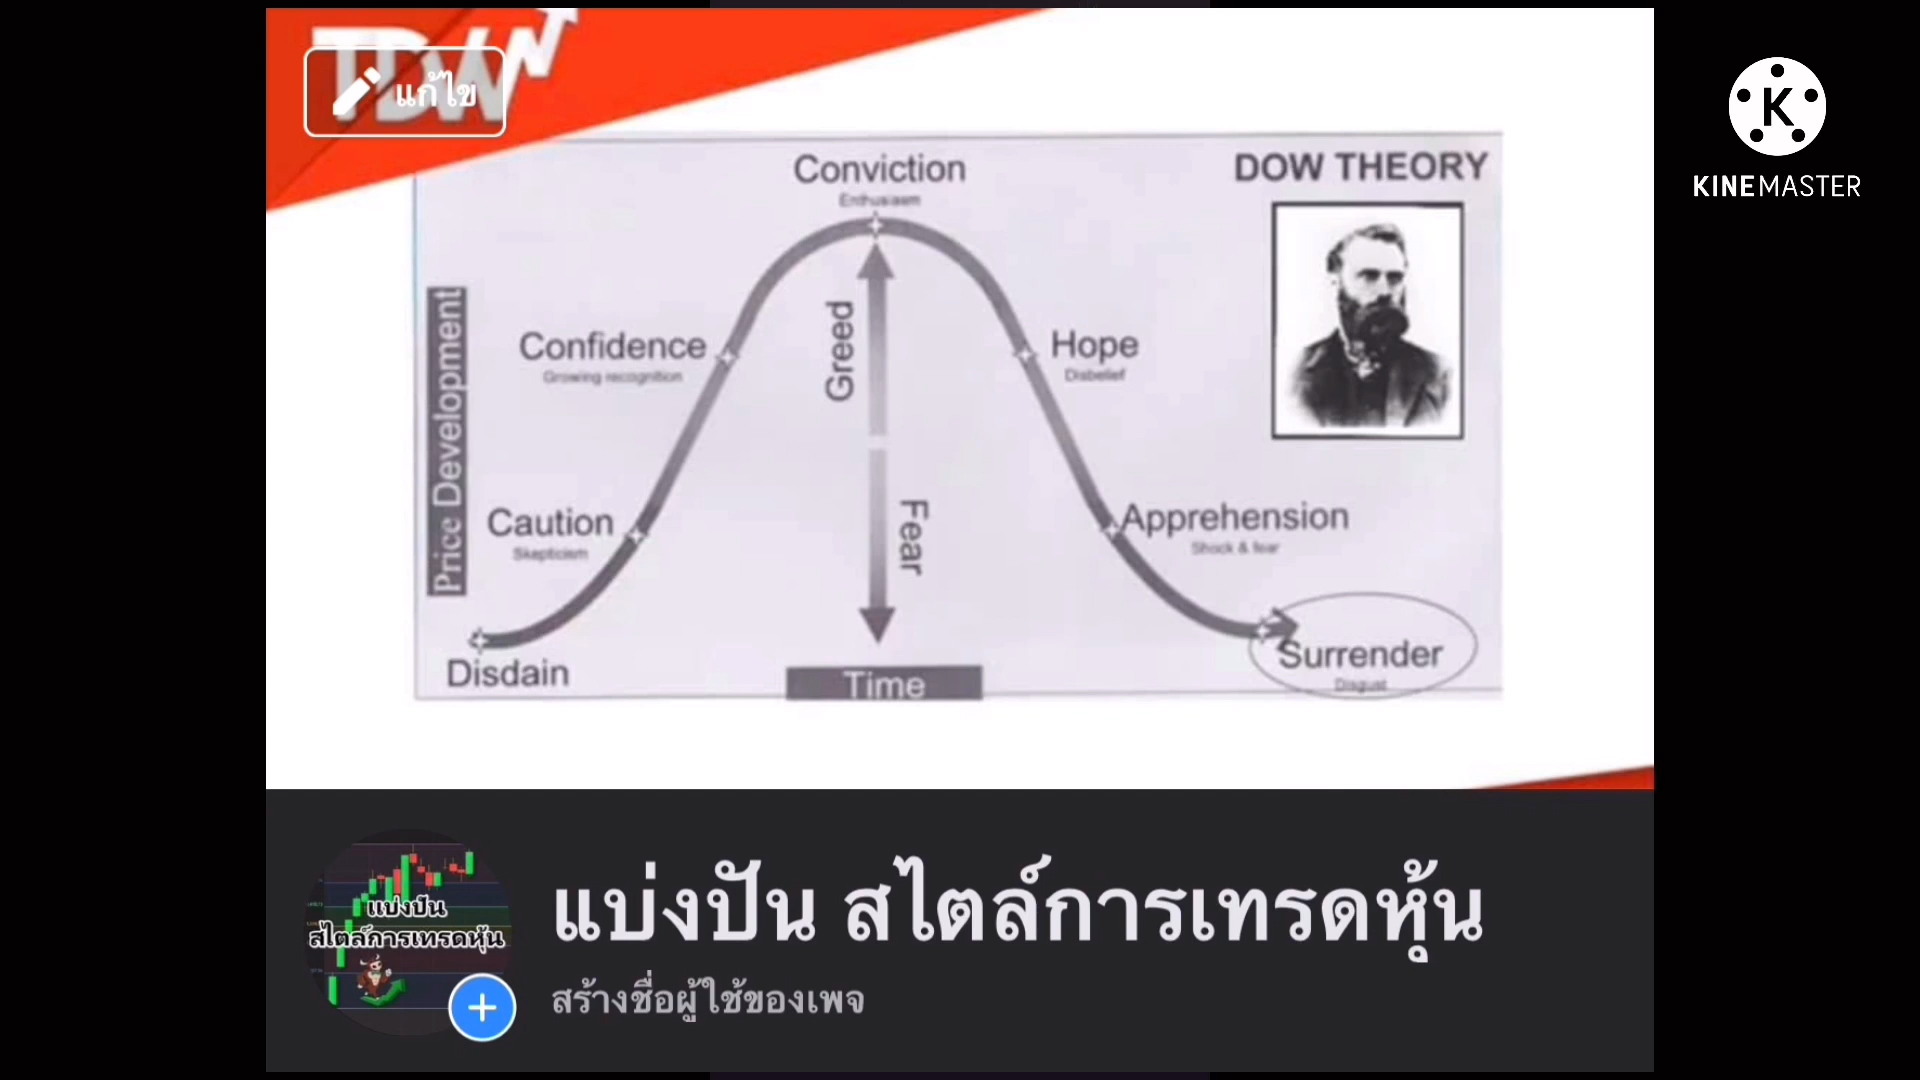 TDW
แก้ไข
DOW THEORY
Conviction
Enthusiasm
Price Development
Confidence
Growing recognition
Greed
Hope
Disbelief
Caution
Skepticism
Fear
Apprehension
Shock & fear
Disdain
Time
Surrender
Disgust
K
KINEMASTER
แบ่งปัน
สไตล์การเทรดหุ้น
แบ่งปัน สไตล์การเทรดหุ้น
สร้างชื่อผู้ใช้ของเพจ